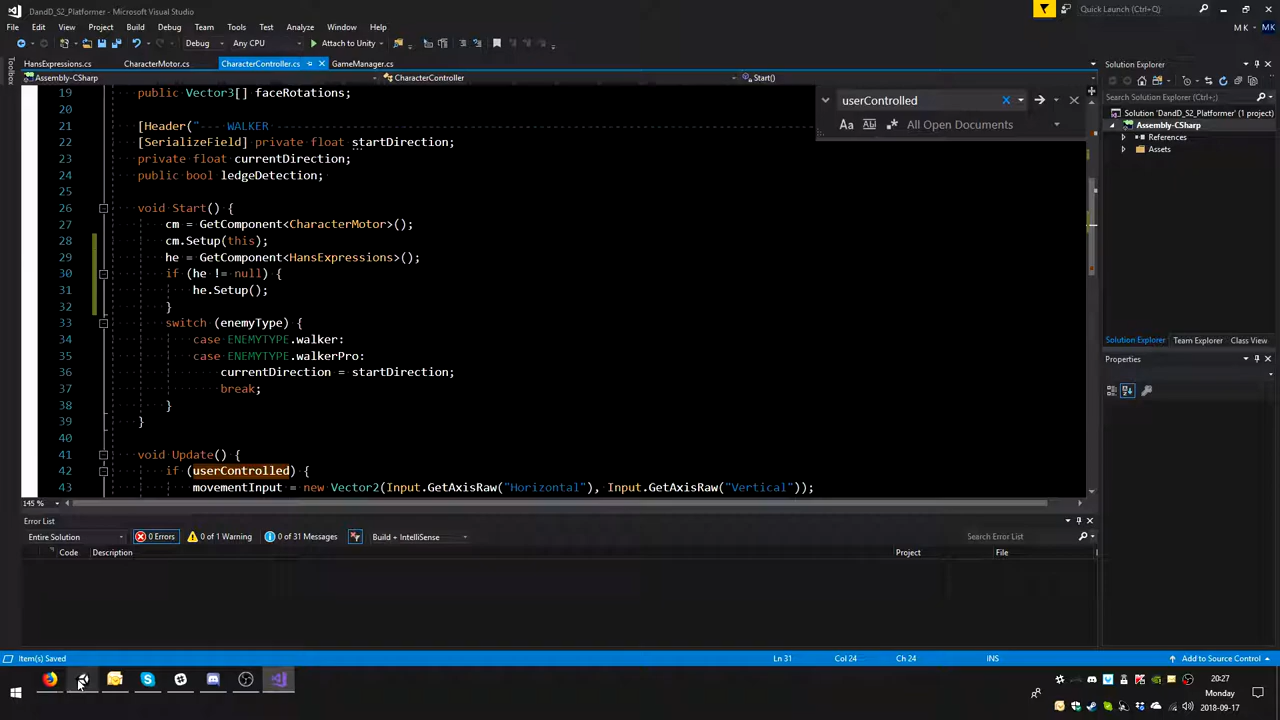 DandD_S2_Platformer - Microsoft Visual Studio
Quick Launch (Ctrl+Q)
File Edit View Project Build Debug Team Tools Architecture Test Analyze Window Help
M K MK
Debug Any CPU Attach to Unity
Toolbox
HansExpressions.cs CharacterMotor.cs CharacterController.cs GameManager.cs
Assembly-CSharp CharacterController Start()
19 public Vector3[] faceRotations;
20
21 [Header("--- WALKER
22 [SerializeField] private float startDirection;
23 private float currentDirection;
24 public bool ledgeDetection;
25
26 void Start() {
27 cm = GetComponent<CharacterMotor>();
28 cm.Setup(this);
29 he = GetComponent<HansExpressions>();
30 if (he != null) {
31 he.Setup();
32 }
33 switch (enemyType) {
34 case ENEMYTYPE.walker:
35 case ENEMYTYPE.walkerPro:
36 currentDirection = startDirection;
37 break;
38 }
39 }
40
41 void Update() {
42 if (userControlled) {
43 movementInput = new Vector2(Input.GetAxisRaw("Horizontal"), Input.GetAxisRaw("Vertical"));
userControlled
Aa Ab .* All Open Documents
145 %
Solution Explorer
Search Solution Explorer (Ctrl+;)
Solution 'DandD_S2_Platformer' (1 project)
Assembly-CSharp
References
Assets
Solution Explorer Team Explorer Class View
Properties
Error List
Entire Solution 0 Errors 0 of 1 Warning 0 of 31 Messages Build + IntelliSense Search Error List
Code Description Project File
Item(s) Saved Ln 31 Col 24 Ch 24 INS Add to Source Control
20:27
Monday
2018-09-17